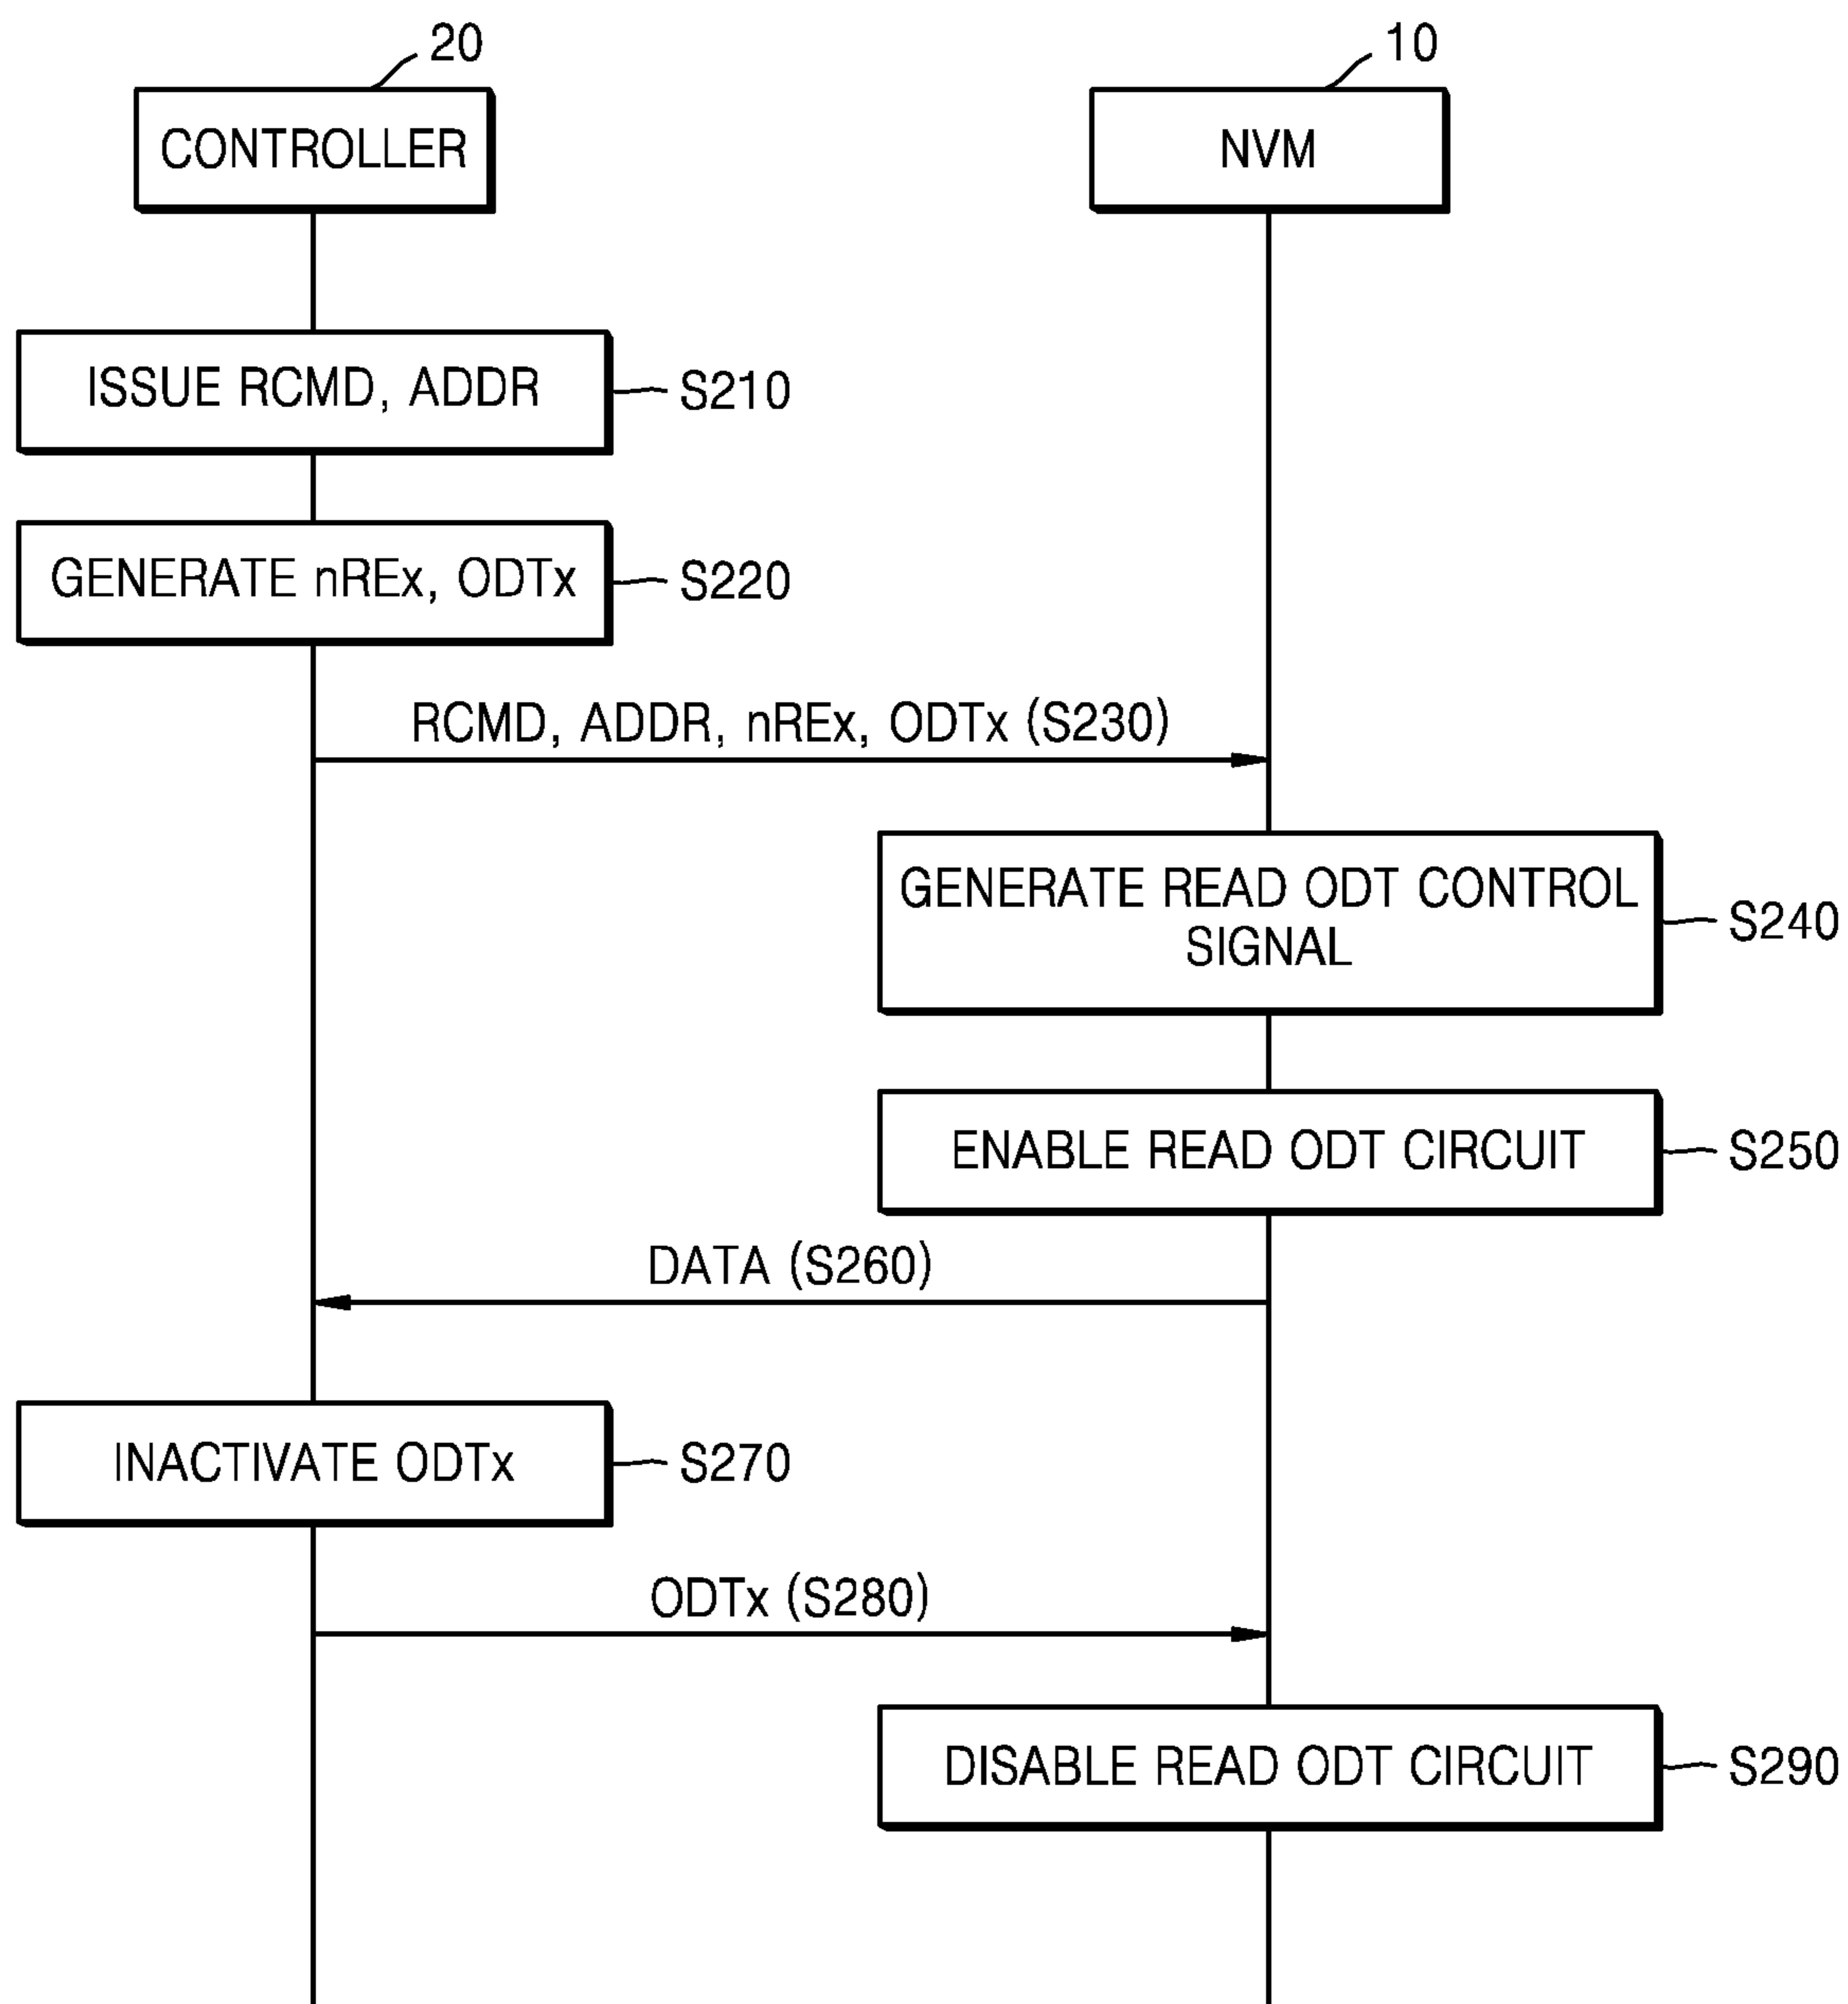 20
10
CONTROLLER
NVM
ISSUE RCMD, ADDR
S210
GENERATE nREx, ODTx
S220
RCMD, ADDR, nREx, ODTx (S230)
GENERATE READ ODT CONTROL
SIGNAL
S240
ENABLE READ ODT CIRCUIT
S250
DATA (S260)
INACTIVATE ODTx
S270
ODTx (S280)
DISABLE READ ODT CIRCUIT
S290